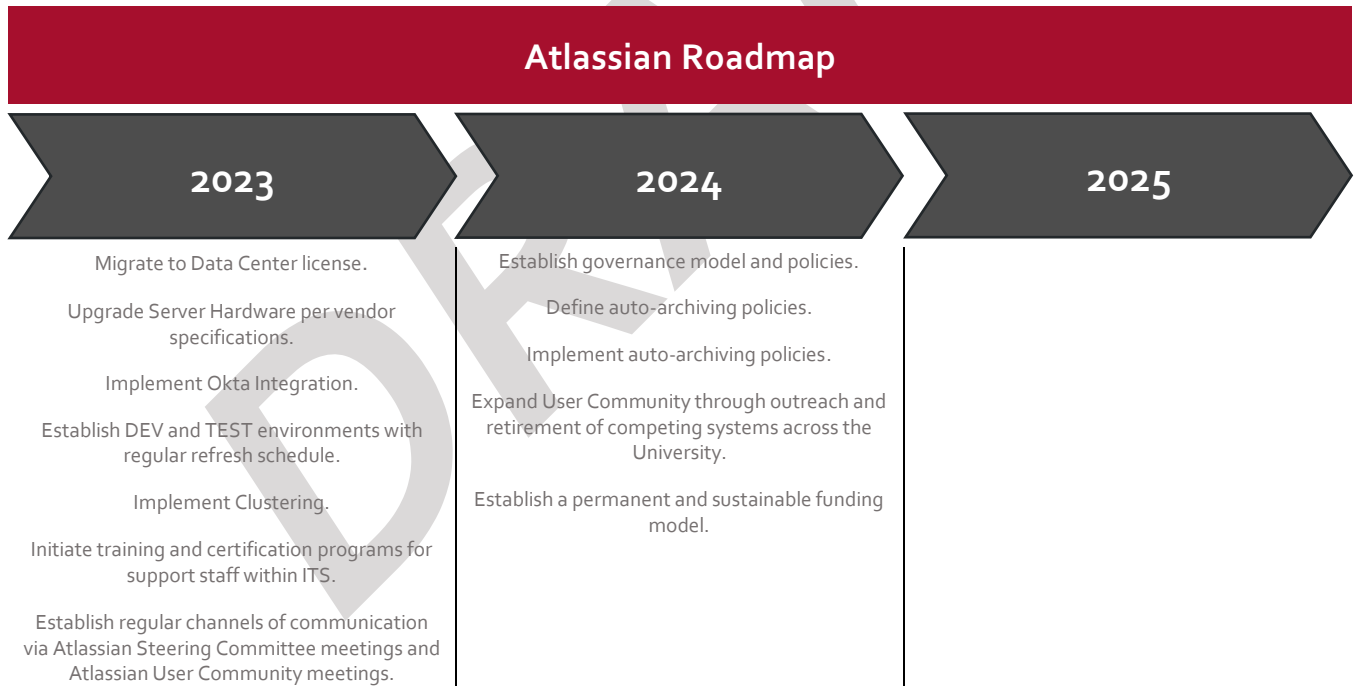 Atlassian Roadmap
2023
2024
2025
Migrate to Data Center license.
Upgrade Server Hardware per vendor
specifications.
Implement Okta Integration.
Establish DEV and TEST environments with
regular refresh schedule.
Implement Clustering.
Initiate training and certification programs for
support staff within ITS.
Establish regular channels of communication
via Atlassian Steering Committee meetings and
Atlassian User Community meetings.
Establish governance model and policies.
Define auto-archiving policies.
Implement auto-archiving policies.
Expand User Community through outreach and
retirement of competing systems across the
University.
Establish a permanent and sustainable funding
model.